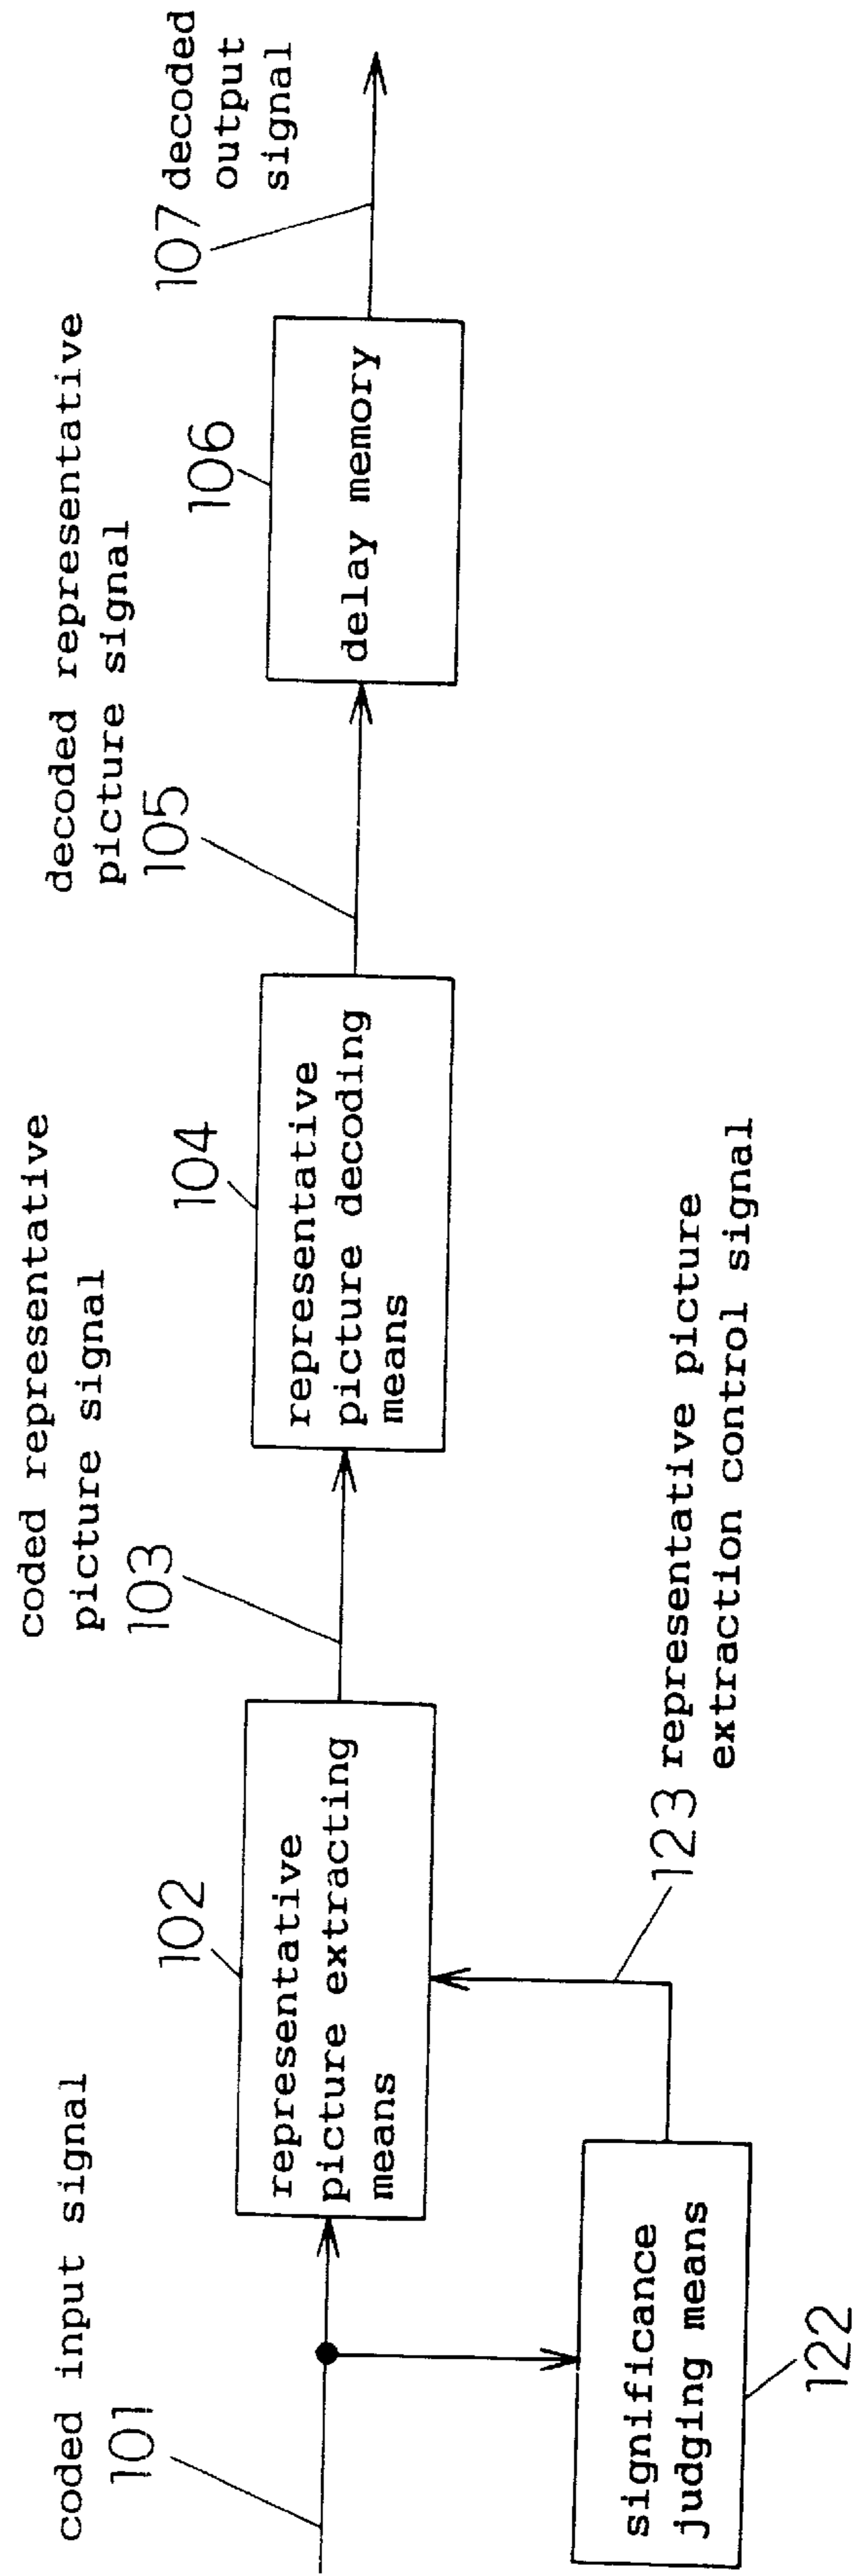 coded input signal
101
102
representative
picture extracting
means
coded representative
picture signal
103
104
representative
picture decoding
means
decoded representative
picture signal
105
106
delay memory
107 decoded
output
signal
significance
judging means
122
123 representative picture
extraction control signal